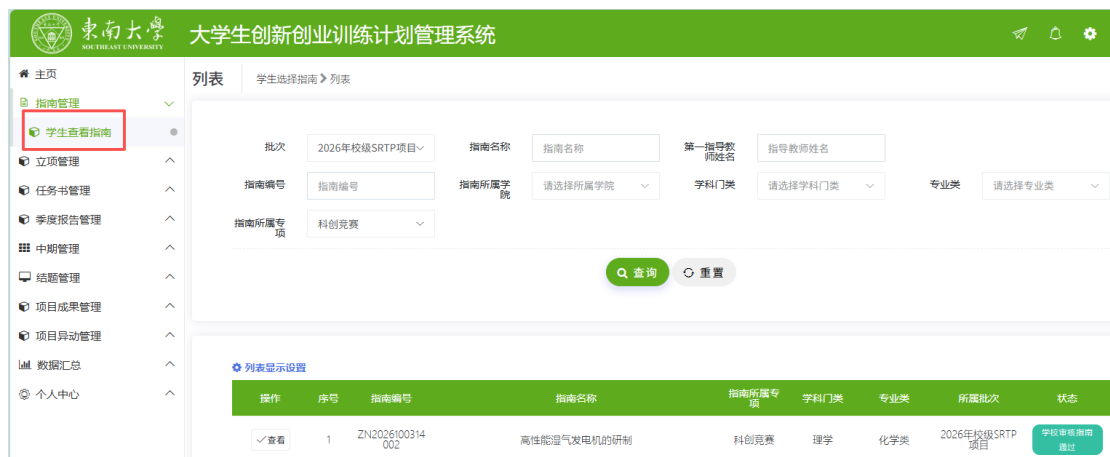 東南大學
SOUTHEAST UNIVERSITY
大学生创新创业训练计划管理系统
主页
指南管理
学生查看指南
立项管理
任务书管理
季度报告管理
中期管理
结题管理
项目成果管理
项目异动管理
数据汇总
个人中心
列表 学生选择指南 列表
批次 2026年校级SRTP项目 指南名称 指南名称 第一指导教 指导教师姓名
师姓名
指南编号 指南编号 指南所属学 请选择所属学院 学科门类 请选择学科门类 专业类 请选择专业类
院
指南所属专 科创竞赛
项
查询 重置
列表显示设置
操作 序号 指南编号 指南名称 指南所属专 学科门类 专业类 所属批次 状态
项
查看 1 ZN2026100314 高性能湿气发电机的研制 科创竞赛 理学 化学类 2026年校级SRTP 学校审核指南
002 项目 通过